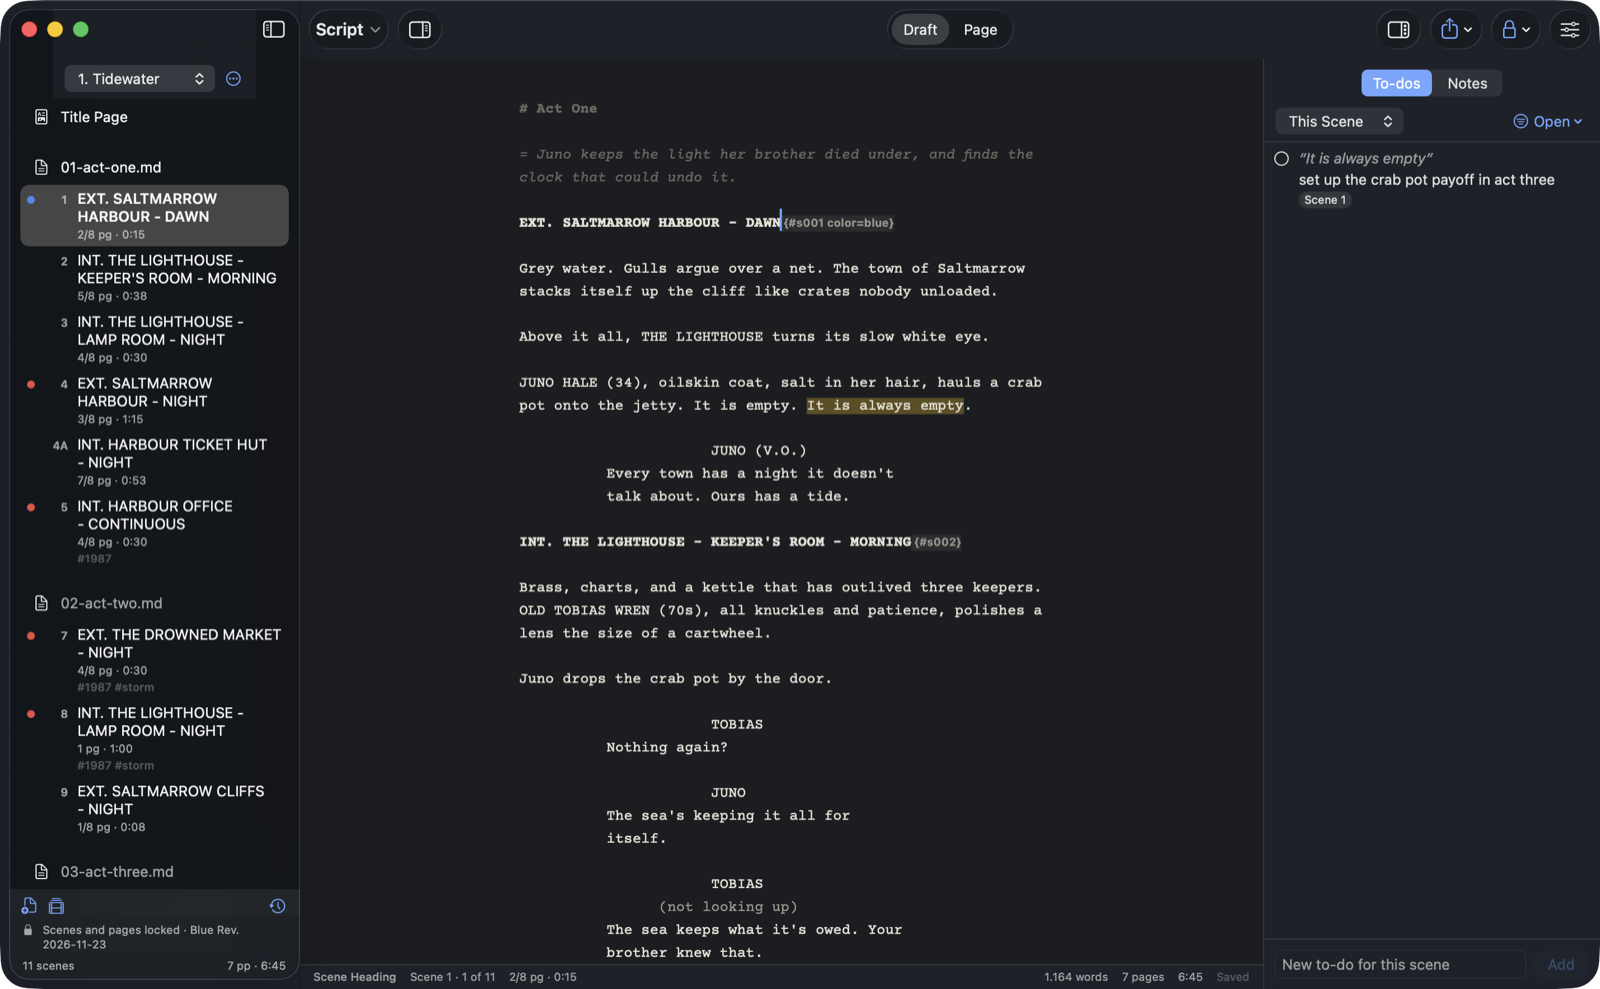 Script
Draft
Page
1. Tidewater
Title Page
01-act-one.md
1 EXT. SALTMARROW
HARBOUR - DAWN
2/8 pg · 0:15
2 INT. THE LIGHTHOUSE -
KEEPER'S ROOM - MORNING
5/8 pg · 0:38
3 INT. THE LIGHTHOUSE -
LAMP ROOM - NIGHT
4/8 pg · 0:30
4 EXT. SALTMARROW
HARBOUR - NIGHT
3/8 pg · 1:15
4A INT. HARBOUR TICKET HUT
- NIGHT
7/8 pg · 0:53
5 INT. HARBOUR OFFICE
- CONTINUOUS
4/8 pg · 0:30
#1987
02-act-two.md
7 EXT. THE DROWNED MARKET
- NIGHT
4/8 pg · 0:30
#1987 #storm
8 INT. THE LIGHTHOUSE -
LAMP ROOM - NIGHT
1 pg · 1:00
#1987 #storm
9 EXT. SALTMARROW CLIFFS
- NIGHT
1/8 pg · 0:08
03-act-three.md
Scenes and pages locked · Blue Rev.
2026-11-23
11 scenes
7 pp · 6:45
# Act One
= Juno keeps the light her brother died under, and finds the
clock that could undo it.
EXT. SALTMARROW HARBOUR - DAWN{#s001 color=blue}
Grey water. Gulls argue over a net. The town of Saltmarrow
stacks itself up the cliff like crates nobody unloaded.
Above it all, THE LIGHTHOUSE turns its slow white eye.
JUNO HALE (34), oilskin coat, salt in her hair, hauls a crab
pot onto the jetty. It is empty. It is always empty.
JUNO (V.O.)
Every town has a night it doesn't
talk about. Ours has a tide.
INT. THE LIGHTHOUSE - KEEPER'S ROOM - MORNING{#s002}
Brass, charts, and a kettle that has outlived three keepers.
OLD TOBIAS WREN (70s), all knuckles and patience, polishes a
lens the size of a cartwheel.
Juno drops the crab pot by the door.
TOBIAS
Nothing again?
JUNO
The sea's keeping it all for
itself.
TOBIAS
(not looking up)
The sea keeps what it's owed. Your
brother knew that.
Scene Heading
Scene 1 · 1 of 11
2/8 pg · 0:15
1.164 words
7 pages
6:45
Saved
To-dos
Notes
This Scene
Open
“It is always empty”
set up the crab pot payoff in act three
Scene 1
New to-do for this scene
Add